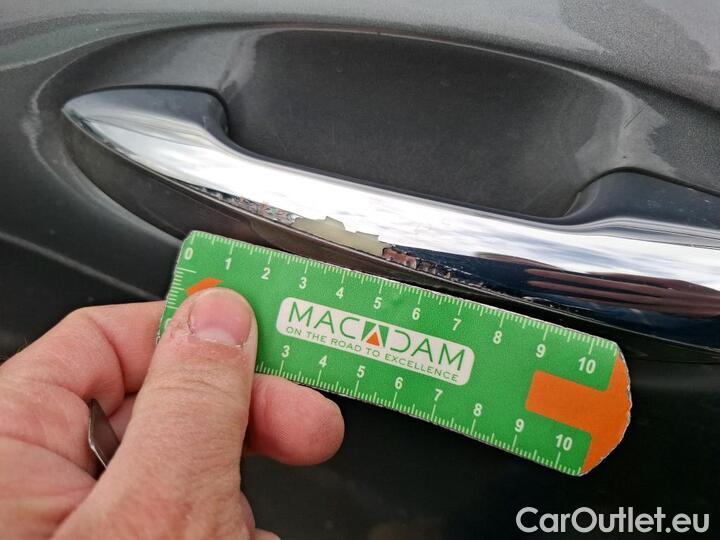 0 1 2 3 4 5 6 7 8 9 10
MACADAM
ON THE ROAD TO EXCELLENCE
3 4 5 6 7 8 9 10
CarOutlet.eu